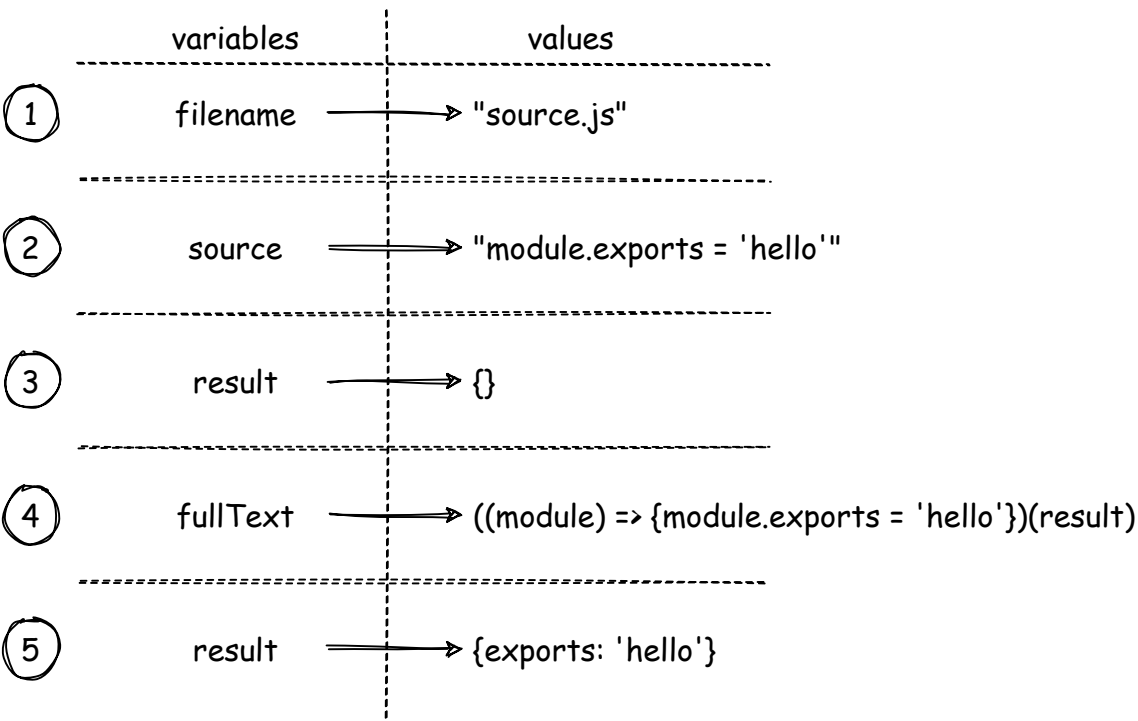 variables values
1 filename "source.js"
2 source "module.exports = 'hello'"
3 result {}
4 fullText ((module) => {module.exports = 'hello'})(result)
5 result {exports: 'hello'}